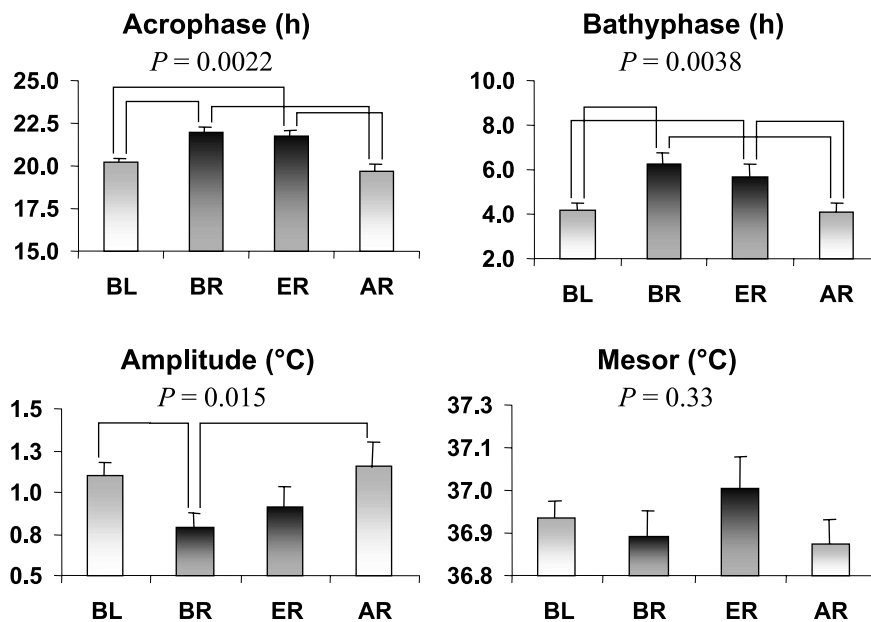 Acrophase (h)
P = 0.0022
25.0
22.5
20.0
17.5
15.0
BL BR ER AR
Bathyphase (h)
P = 0.0038
10.0
8.0
6.0
4.0
2.0
BL BR ER AR
Amplitude (°C)
P = 0.015
1.5
1.3
1.0
0.8
0.5
BL BR ER AR
Mesor (°C)
P = 0.33
37.3
37.1
37.0
36.9
36.8
BL BR ER AR